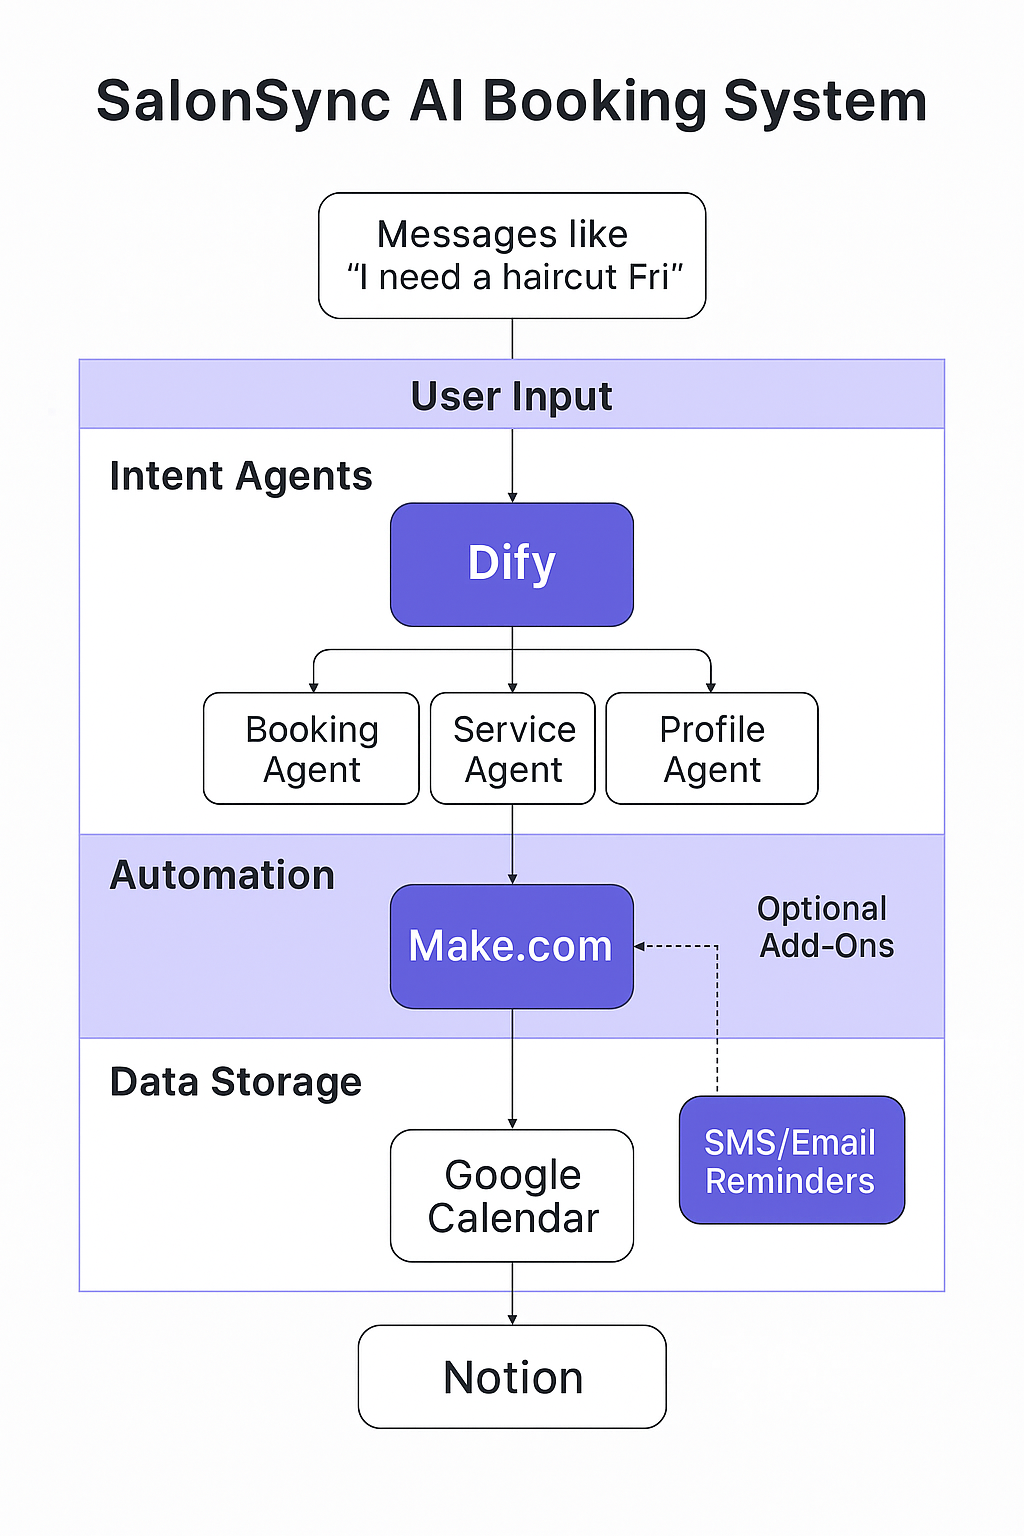 SalonSync AI Booking System
Messages like
“I need a haircut Fri”
User Input
Intent Agents
Dify
Booking
Agent
Service
Agent
Profile
Agent
Automation
Make.com
Optional
Add-Ons
Data Storage
Google
Calendar
SMS/Email
Reminders
Notion